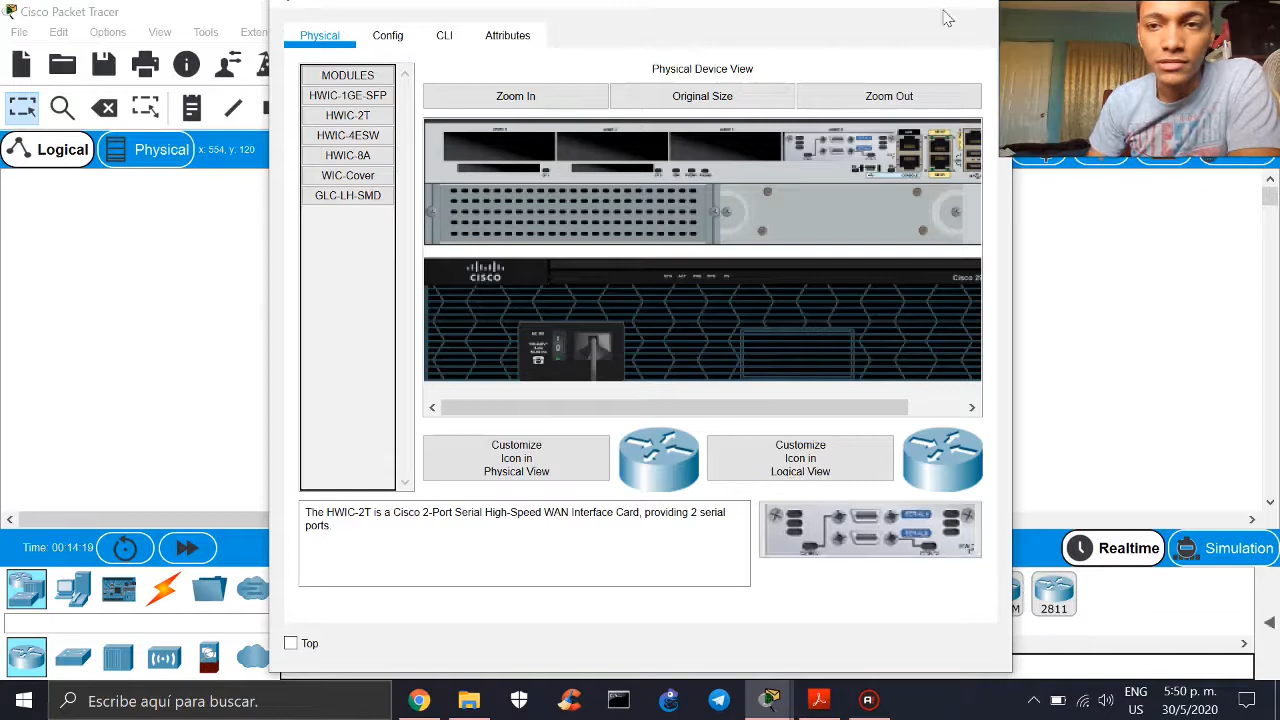 Cisco Packet Tracer
File Edit Options View Tools Exten
Logical
Physical
x: 554, y: 120
Physical Config CLI Attributes
MODULES
HWIC-1GE-SFP
HWIC-2T
HWIC-4ESW
HWIC-8A
WIC-Cover
GLC-LH-SMD
Physical Device View
Zoom In
Original Size
Zoom Out
CISCO
Cisco 29
Customize
Icon in
Physical View
Customize
Icon in
Logical View
The HWIC-2T is a Cisco 2-Port Serial High-Speed WAN Interface Card, providing 2 serial
ports.
Top
Time: 00:14:19
Realtime
Simulation
M
2811
Escribe aquí para buscar.
ENG
US
5:50 p. m.
30/5/2020